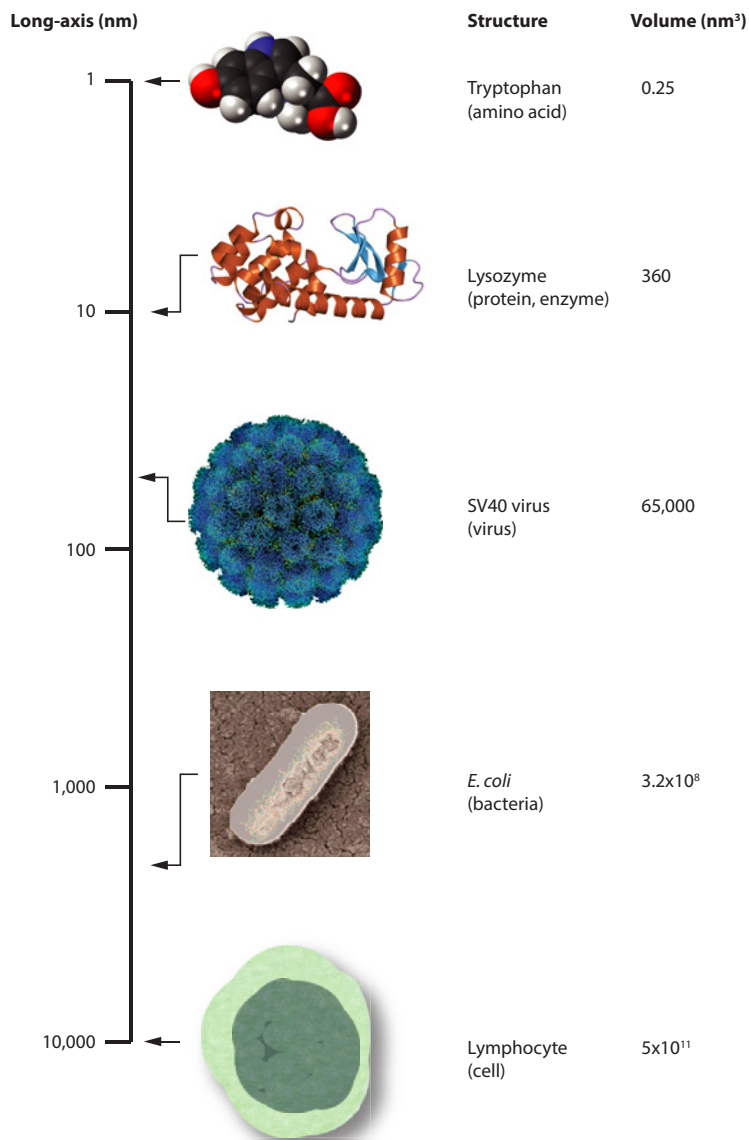 Long-axis (nm) Structure Volume (nm³)
1 Tryptophan 0.25
(amino acid)
Lysozyme 360
(protein, enzyme)
10
SV40 virus 65,000
(virus)
100
1,000 E. coli 3.2x10⁸
(bacteria)
10,000 Lymphocyte 5x10¹¹
(cell)